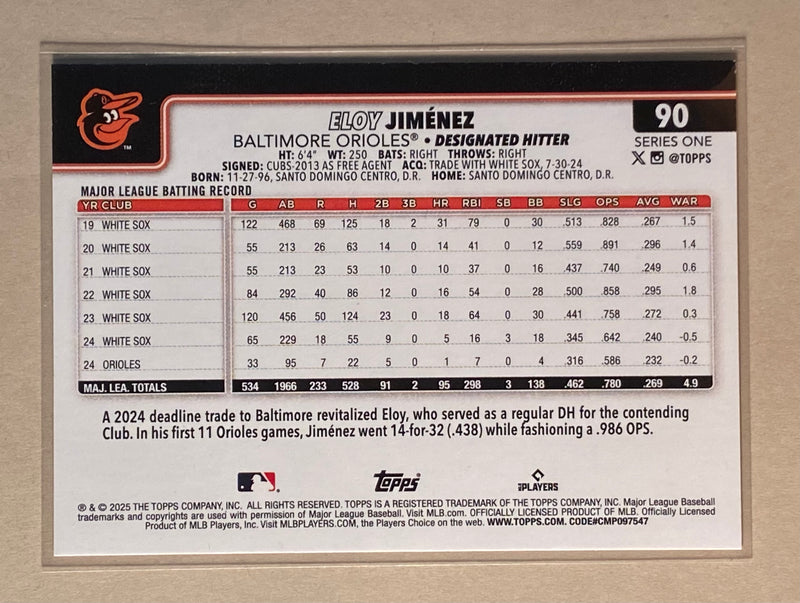 ELOY JIMÉNEZ
90
BALTIMORE ORIOLES® • DESIGNATED HITTER
SERIES ONE
HT: 6'4" WT: 250 BATS: RIGHT THROWS: RIGHT
@TOPPS
SIGNED: CUBS-2013 AS FREE AGENT ACQ: TRADE WITH WHITE SOX, 7-30-24
BORN: 11-27-96, SANTO DOMINGO CENTRO, D.R. HOME: SANTO DOMINGO CENTRO, D.R.
MAJOR LEAGUE BATTING RECORD
YR CLUB G AB R H 2B 3B HR RBI SB BB SLG OPS AVG WAR
19 WHITE SOX 122 468 69 125 18 2 31 79 0 30 .513 .828 .267 1.5
20 WHITE SOX 55 213 26 63 14 0 14 41 0 12 .559 .891 .296 1.4
21 WHITE SOX 55 213 23 53 10 0 10 37 0 16 .437 .740 .249 0.6
22 WHITE SOX 84 292 40 86 12 0 16 54 0 28 .500 .858 .295 1.8
23 WHITE SOX 120 456 50 124 23 0 18 64 0 30 .441 .758 .272 0.3
24 WHITE SOX 65 229 18 55 9 0 5 16 3 18 .345 .642 .240 -0.5
24 ORIOLES 33 95 7 22 5 0 1 7 0 4 .316 .586 .232 -0.2
MAJ. LEA. TOTALS 534 1966 233 528 91 2 95 298 3 138 .462 .780 .269 4.9
A 2024 deadline trade to Baltimore revitalized Eloy, who served as a regular DH for the contending
Club. In his first 11 Orioles games, Jiménez went 14-for-32 (.438) while fashioning a .986 OPS.
TOPPS
PLAYERS
® & © 2025 THE TOPPS COMPANY, INC. ALL RIGHTS RESERVED. TOPPS IS A REGISTERED TRADEMARK OF THE TOPPS COMPANY, INC. Major League Baseball
trademarks and copyrights are used with permission of Major League Baseball. Visit MLB.com. OFFICIALLY LICENSED PRODUCT OF MLB. Officially Licensed
Product of MLB Players, Inc. Visit MLBPLAYERS.COM, the Players Choice on the web. WWW.TOPPS.COM. CODE#CMP097547